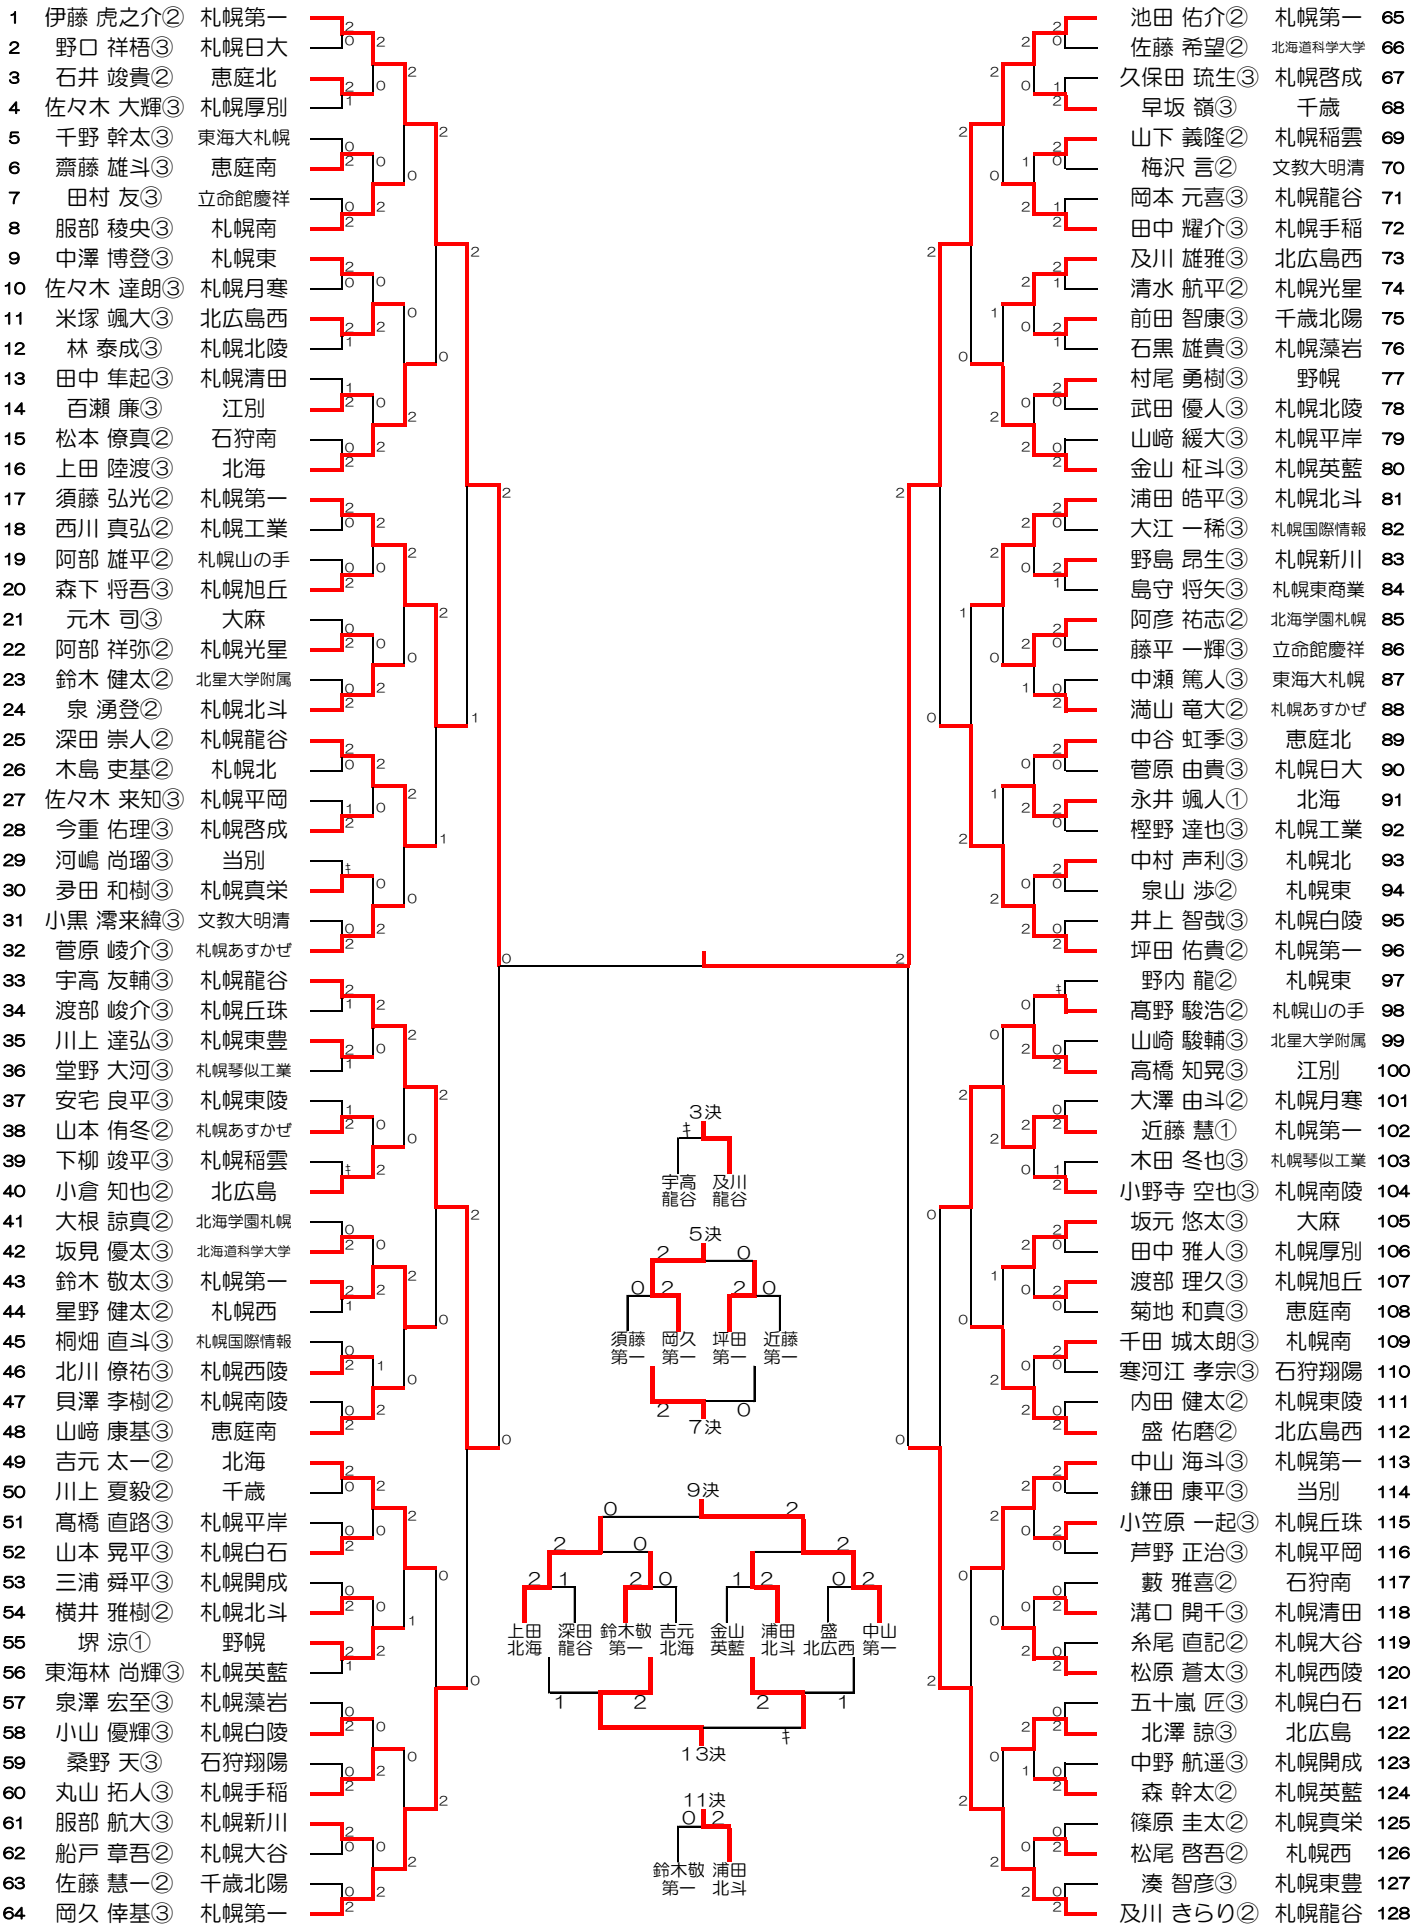 1 伊藤 虎之介② 札幌第一
2 野口 祥梧③ 札幌日大
3 石井 竣貴② 恵庭北
4 佐々木 大輝③ 札幌厚別
5 千野 幹太③ 東海大札幌
6 齋藤 雄斗③ 恵庭南
7 田村 友③ 立命館慶祥
8 服部 稜央③ 札幌南
9 中澤 博登③ 札幌東
10 佐々木 達朗③ 札幌月寒
11 米塚 颯大③ 北広島西
12 林 泰成③ 札幌北陵
13 田中 隼起③ 札幌清田
14 百瀬 廉③ 江別
15 松本 僚真② 石狩南
16 上田 陸渡③ 北海
17 須藤 弘光② 札幌第一
18 西川 真弘② 札幌工業
19 阿部 雄平② 札幌山の手
20 森下 将吾③ 札幌旭丘
21 元木 司③ 大麻
22 阿部 祥弥② 札幌光星
23 鈴木 健太② 北星大学附属
24 泉 湧登② 札幌北斗
25 深田 崇人② 札幌龍谷
26 木島 吏基② 札幌北
27 佐々木 来知③ 札幌平岡
28 今重 佑理③ 札幌啓成
29 河嶋 尚瑠③ 当別
30 夛田 和樹③ 札幌真栄
31 小黒 澪来緯③ 文教大明清
32 菅原 崚介③ 札幌あすかぜ
33 宇高 友輔③ 札幌龍谷
34 渡部 峻介③ 札幌丘珠
35 川上 達弘③ 札幌東豊
36 堂野 大河③ 札幌琴似工業
37 安宅 良平③ 札幌東陵
38 山本 侑冬② 札幌あすかぜ
39 下柳 竣平③ 札幌稲雲
40 小倉 知也② 北広島
41 大根 諒真② 北海学園札幌
42 坂見 優太③ 北海道科学大学
43 鈴木 敬太③ 札幌第一
44 星野 健太② 札幌西
45 桐畑 直斗③ 札幌国際情報
46 北川 僚祐③ 札幌西陵
47 貝澤 李樹② 札幌南陵
48 山﨑 康基③ 恵庭南
49 吉元 太一② 北海
50 川上 夏毅② 千歳
51 髙橋 直路③ 札幌平岸
52 山本 晃平③ 札幌白石
53 三浦 舜平③ 札幌開成
54 横井 雅樹② 札幌北斗
55 堺 涼① 野幌
56 東海林 尚輝③ 札幌英藍
57 泉澤 宏至③ 札幌藻岩
58 小山 優輝③ 札幌白陵
59 桑野 天③ 石狩翔陽
60 丸山 拓人③ 札幌手稲
61 服部 航大③ 札幌新川
62 船戸 章吾② 札幌大谷
63 佐藤 慧一② 千歳北陽
64 岡久 倖基③ 札幌第一
3決
キ
宇高 及川
龍谷 龍谷
5決
2 0
0 2 2 0
須藤 岡久 坪田 近藤
第一 第一 第一 第一
2 0
7決
9決
0 2
2 0
2 1 2 0 1 2 0 2
上田 深田 鈴木敬 吉元 金山 浦田 盛 中山
北海 龍谷 第一 北海 英藍 北斗 北広西 第一
1 2 2 1
キ
13決
11決
0 2
鈴木敬 浦田
第一 北斗
池田 佑介② 札幌第一 65
佐藤 希望② 北海道科学大学 66
久保田 琉生③ 札幌啓成 67
早坂 嶺③ 千歳 68
山下 義隆② 札幌稲雲 69
梅沢 言② 文教大明清 70
岡本 元喜③ 札幌龍谷 71
田中 耀介③ 札幌手稲 72
及川 雄雅③ 北広島西 73
清水 航平② 札幌光星 74
前田 智康③ 千歳北陽 75
石黒 雄貴③ 札幌藻岩 76
村尾 勇樹③ 野幌 77
武田 優人③ 札幌北陵 78
山﨑 緩大③ 札幌平岸 79
金山 柾斗③ 札幌英藍 80
浦田 皓平③ 札幌北斗 81
大江 一稀③ 札幌国際情報 82
野島 昂生③ 札幌新川 83
島守 将矢③ 札幌東商業 84
阿彦 祐志② 北海学園札幌 85
藤平 一輝③ 立命館慶祥 86
中瀬 篤人③ 東海大札幌 87
満山 竜大② 札幌あすかぜ 88
中谷 虹季③ 恵庭北 89
菅原 由貴③ 札幌日大 90
永井 颯人① 北海 91
樫野 達也③ 札幌工業 92
中村 声利③ 札幌北 93
泉山 渉② 札幌東 94
井上 智哉③ 札幌白陵 95
坪田 佑貴② 札幌第一 96
野内 龍② 札幌東 97
髙野 駿浩② 札幌山の手 98
山崎 駿輔③ 北星大学附属 99
高橋 知晃③ 江別 100
大澤 由斗② 札幌月寒 101
近藤 慧① 札幌第一 102
木田 冬也③ 札幌琴似工業 103
小野寺 空也③ 札幌南陵 104
坂元 悠太③ 大麻 105
田中 雅人③ 札幌厚別 106
渡部 理久③ 札幌旭丘 107
菊地 和真③ 恵庭南 108
千田 城太朗③ 札幌南 109
寒河江 孝宗③ 石狩翔陽 110
内田 健太② 札幌東陵 111
盛 佑磨② 北広島西 112
中山 海斗③ 札幌第一 113
鎌田 康平③ 当別 114
小笠原 一起③ 札幌丘珠 115
芦野 正治③ 札幌平岡 116
藪 雅喜② 石狩南 117
溝口 開千③ 札幌清田 118
糸尾 直記② 札幌大谷 119
松原 蒼太③ 札幌西陵 120
五十嵐 匠③ 札幌白石 121
北澤 諒③ 北広島 122
中野 航遥③ 札幌開成 123
森 幹太② 札幌英藍 124
篠原 圭太② 札幌真栄 125
松尾 啓吾② 札幌西 126
湊 智彦③ 札幌東豊 127
及川 きらり② 札幌龍谷 128